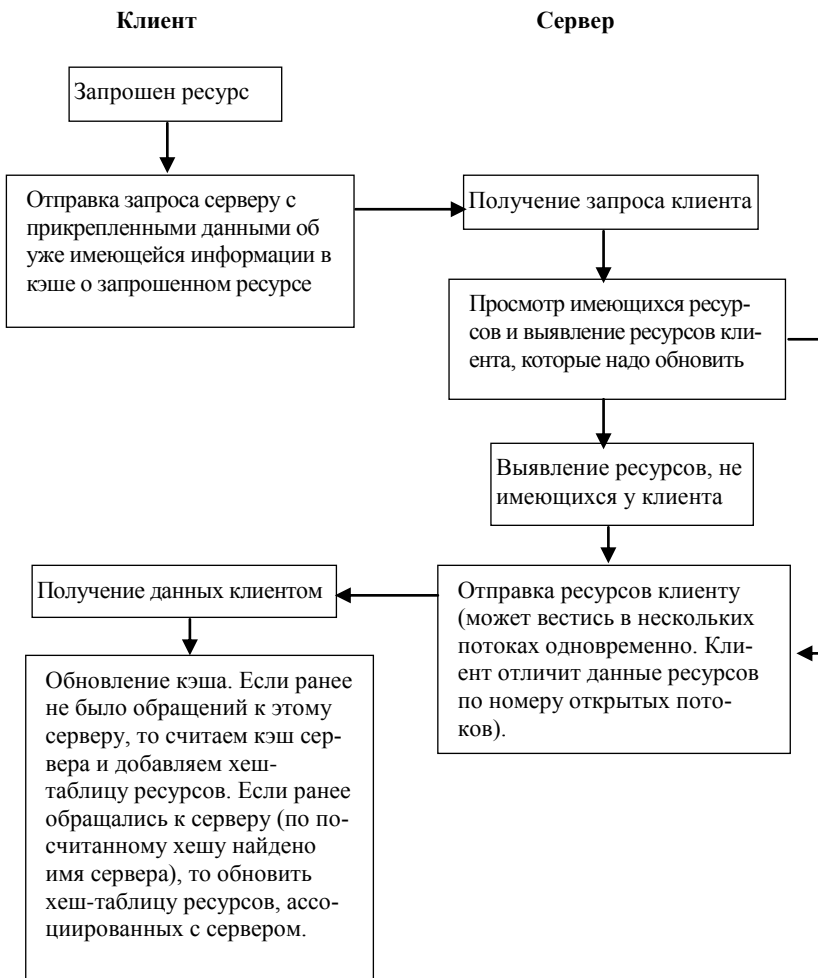 Клиент
Сервер
Запрошен ресурс
Отправка запроса серверу с
прикрепленными данными об
уже имеющейся информации в
кэше о запрошенном ресурсе
Получение запроса клиента
Просмотр имеющихся ресур-
сов и выявление ресурсов кли-
ента, которые надо обновить
Выявление ресурсов, не
имеющихся у клиента
Отправка ресурсов клиенту
(может вестись в нескольких
потоках одновременно. Кли-
ент отличит данные ресурсов
по номеру открытых пото-
ков).
Получение данных клиентом
Обновление кэша. Если ранее
не было обращений к этому
серверу, то считаем кэш сер-
вера и добавляем хеш-
таблицу ресурсов. Если ранее
обращались к серверу (по по-
считанному хешу найдено
имя сервера), то обновить
хеш-таблицу ресурсов, ассо-
циированных с сервером.